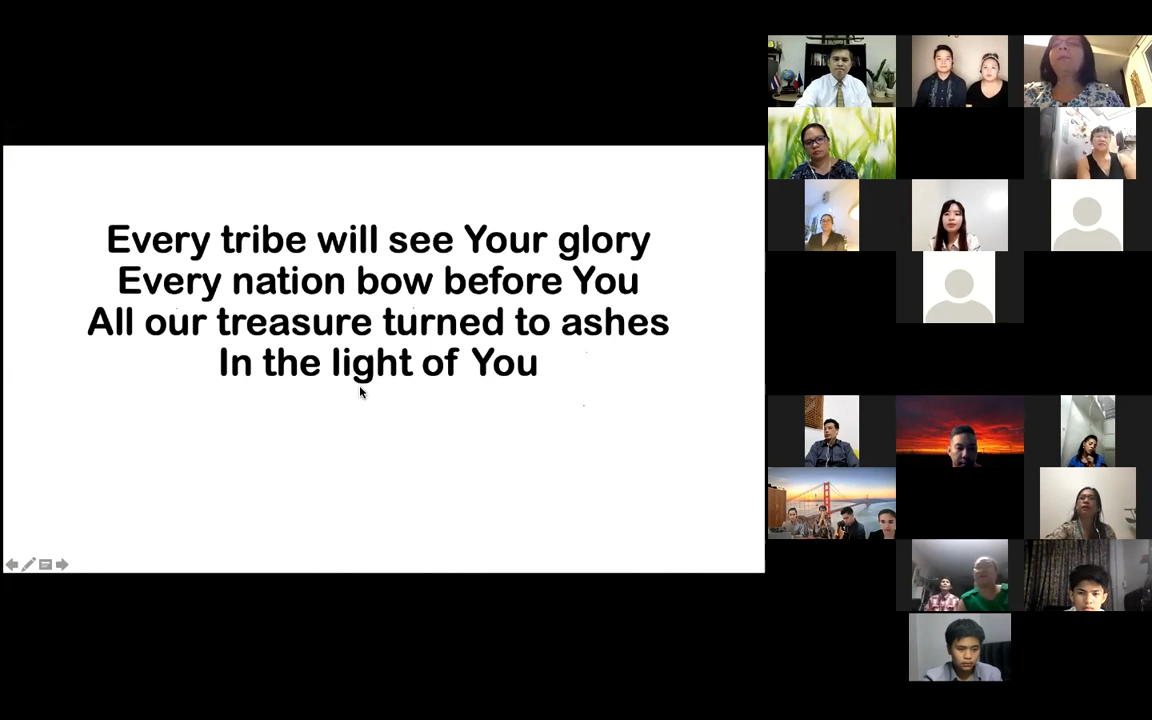 Every tribe will see Your glory
Every nation bow before You
All our treasure turned to ashes
In the light of You